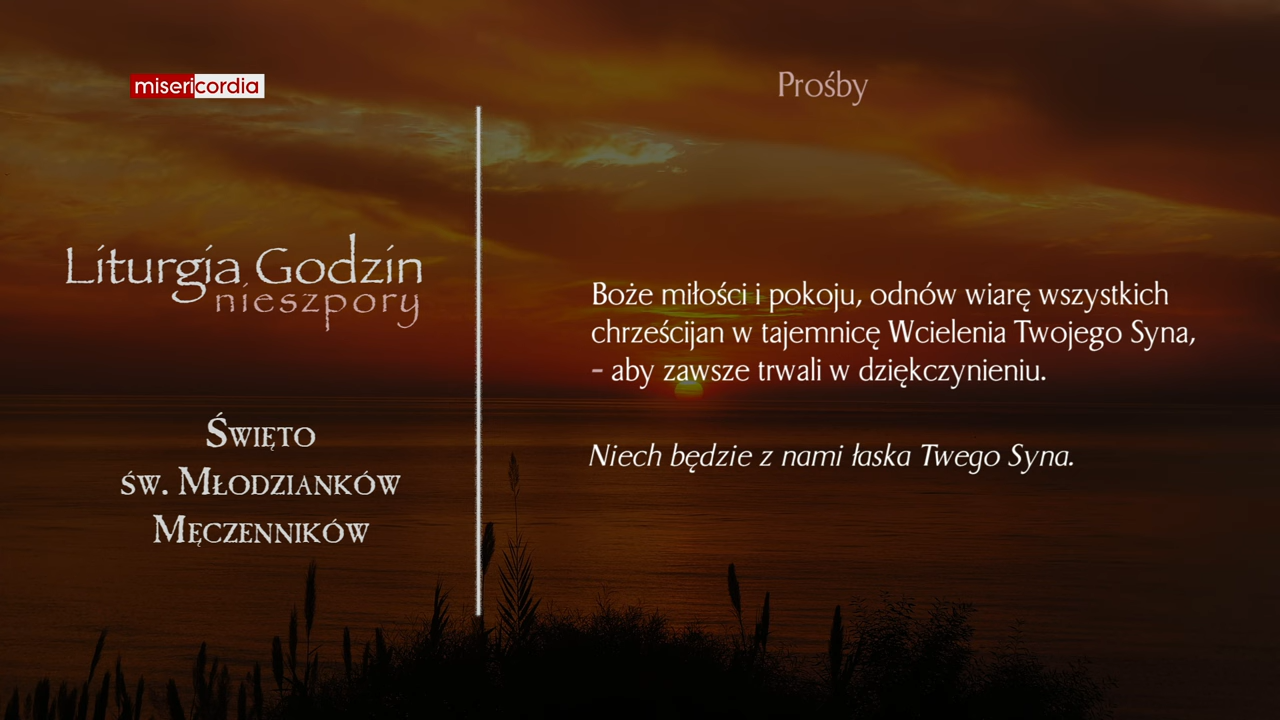 misericordia
Liturgia Godzin
nieszpory
Święto
św. Młodzianków
Męczenników
Prośby
Boże miłości i pokoju, odnów wiarę wszystkich
chrześcijan w tajemnicę Wcielenia Twojego Syna,
- aby zawsze trwali w dziękczynieniu.
Niech będzie z nami łaska Twego Syna.